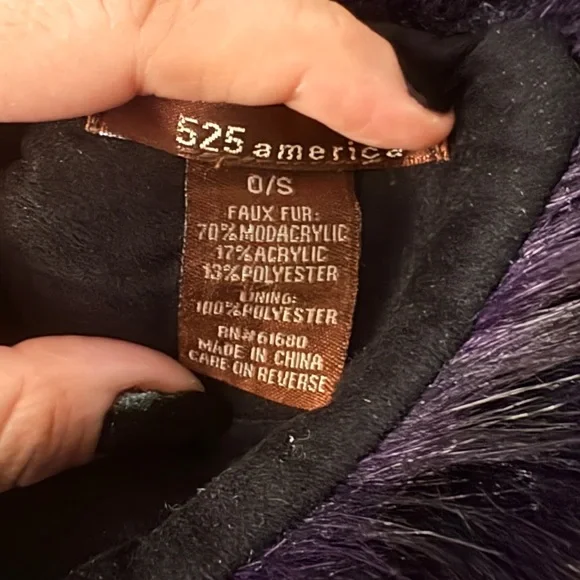 525 america
O/S
FAUX FUR:
70%MODACRYLIC
17%ACRYLIC
13%POLYESTER
LINING:
100%POLYESTER
RN#61680
MADE IN CHINA
CARE ON REVERSE